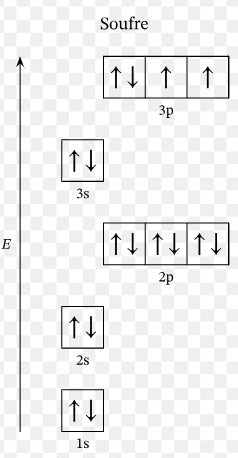 Soufre
↑↓ ↑ ↑
3p
↑↓
3s
E
↑↓ ↑↓ ↑↓
2p
↑↓
2s
↑↓
1s